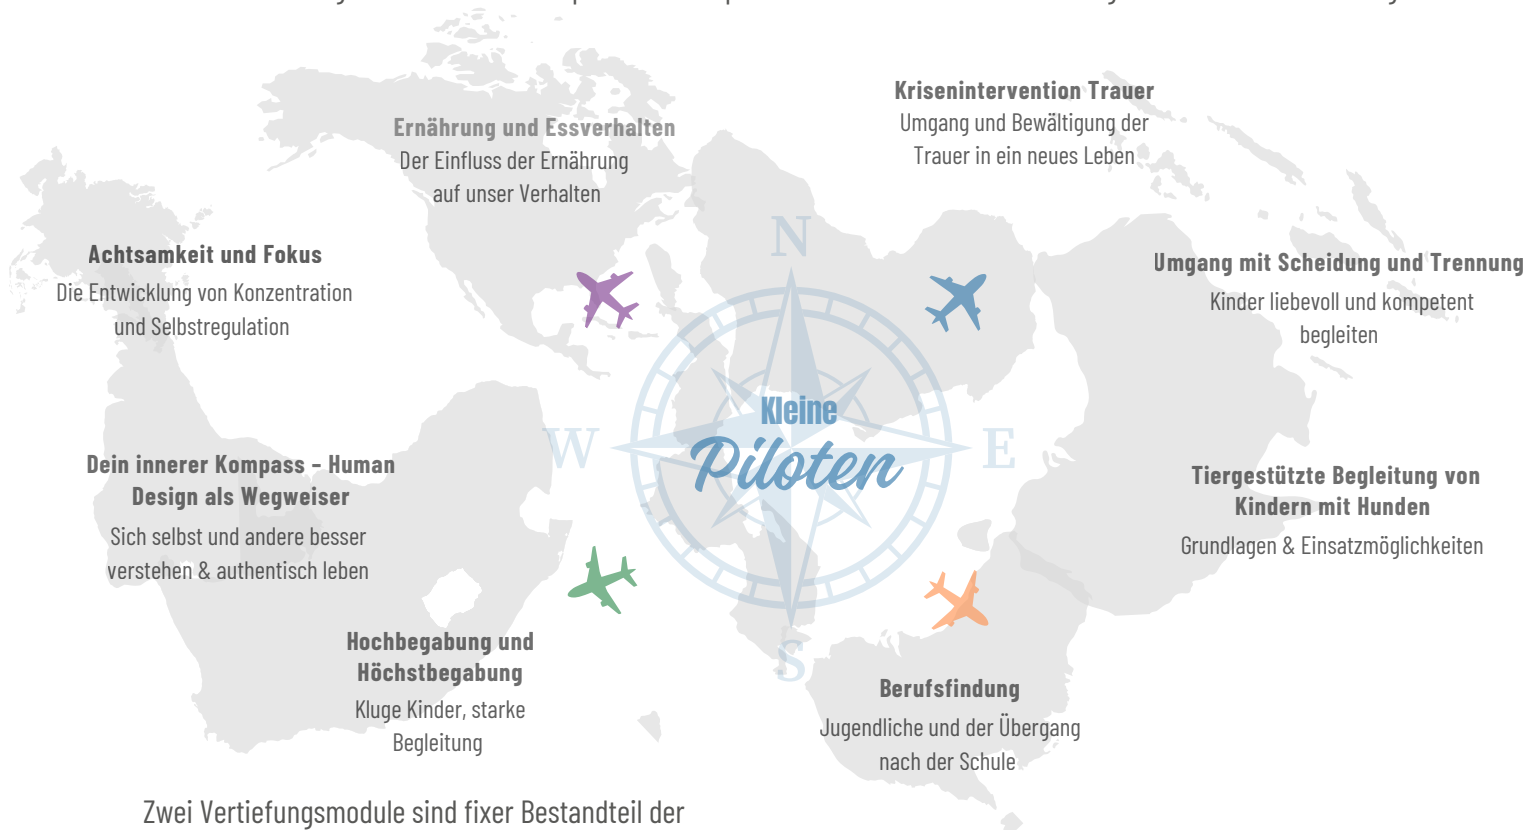 Krisenintervention Trauer
Umgang und Bewältigung der
Trauer in ein neues Leben
Ernährung und Essverhalten
Der Einfluss der Ernährung
auf unser Verhalten
Achtsamkeit und Fokus
Die Entwicklung von Konzentration
und Selbstregulation
N
Umgang mit Scheidung und Trennung
Kinder liebevoll und kompetent
begleiten
Kleine
Piloten
W
E
Dein innerer Kompass – Human
Design als Wegweiser
Sich selbst und andere besser
verstehen & authentisch leben
Tiergestützte Begleitung von
Kindern mit Hunden
Grundlagen & Einsatzmöglichkeiten
Hochbegabung und
Höchstbegabung
Kluge Kinder, starke
Begleitung
S
Berufsfindung
Jugendliche und der Übergang
nach der Schule
Zwei Vertiefungsmodule sind fixer Bestandteil der